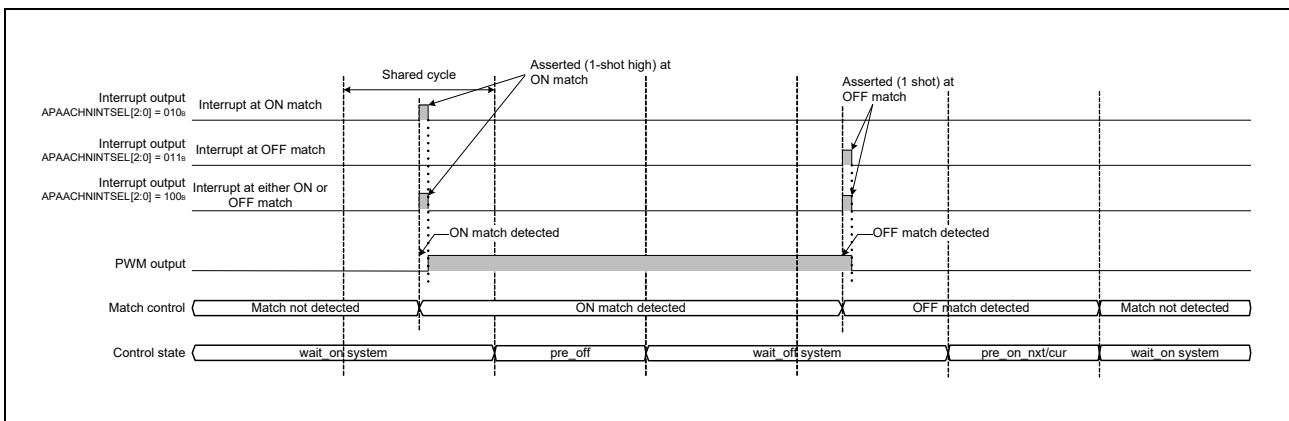 Shared cycle
Asserted (1-shot high) at
ON match
Asserted (1 shot) at
OFF match
Interrupt output
APAACHNINTSEL[2:0] = 010B
Interrupt at ON match
Interrupt output
APAACHNINTSEL[2:0] = 011B
Interrupt at OFF match
Interrupt output
APAACHNINTSEL[2:0] = 100B
Interrupt at either ON or
OFF match
ON match detected
OFF match detected
PWM output
Match control
Match not detected
ON match detected
OFF match detected
Match not detected
Control state
wait_on system
pre_off
wait_off system
pre_on_nxt/cur
wait_on system